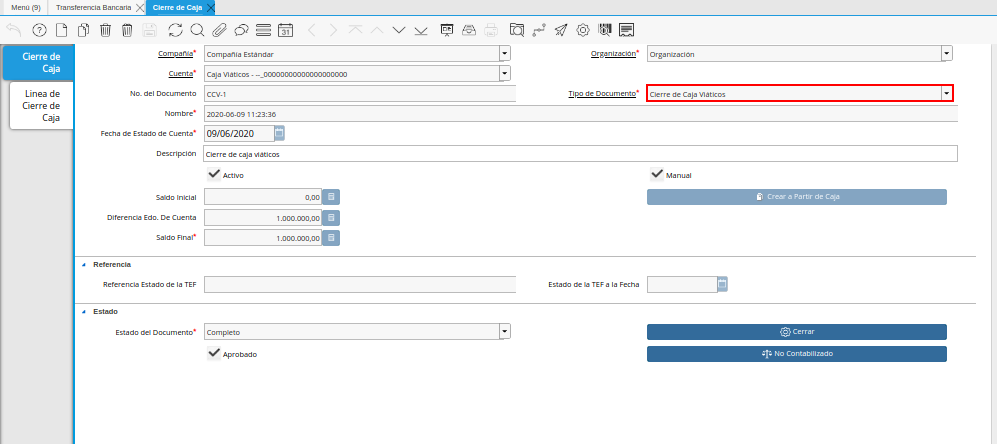 Menú (9) Transferencia Bancaria Cierre de Caja
31
Cierre de Caja
Línea de Cierre de Caja
Compañía* Compañía Estándar Organización* Organización
Cuenta* Caja Viáticos - --_00000000000000000000
No. del Documento CCV-1 Tipo de Documento* Cierre de Caja Viáticos
Nombre* 2020-06-09 11:23:36
Fecha de Estado de Cuenta* 09/06/2020
Descripción Cierre de caja viáticos
Activo Manual
Saldo Inicial 0,00 Crear a Partir de Caja
Diferencia Edo. De Cuenta 1.000.000,00
Saldo Final* 1.000.000,00
Referencia
Referencia Estado de la TEF Estado de la TEF a la Fecha
Estado
Estado del Documento* Completo Cerrar
Aprobado No Contabilizado